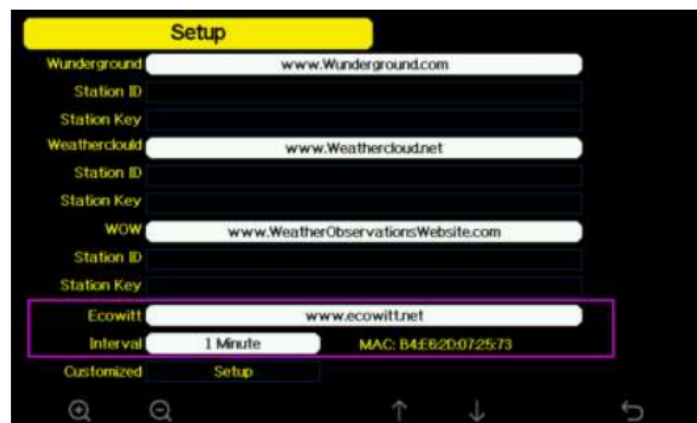 Setup
Wunderground www.Wunderground.com
Station ID
Station Key
Weatherclould www.Weathercloud.net
Station ID
Station Key
WOW www.WeatherObservationsWebsite.com
Station ID
Station Key
Ecowitt www.ecowitt.net
Interval 1 Minute MAC: B4:E6:2D:07:25:73
Customized Setup